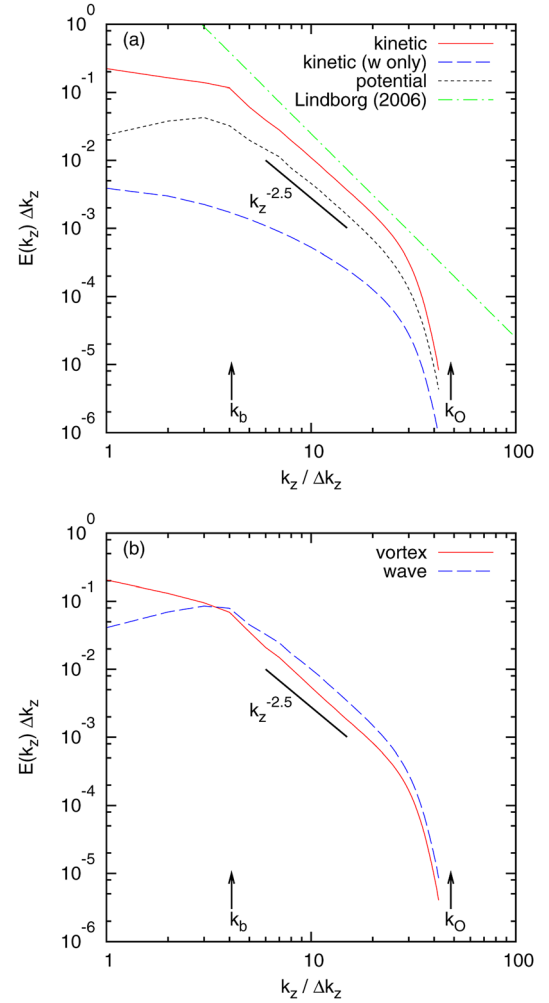 (a)
kinetic
kinetic (w only)
potential
Lindborg (2006)
10^0
10^-1
10^-2
10^-3
10^-4
10^-5
10^-6
E(k_z) Δk_z
k_z^-2.5
k_b
k_O
1
10
100
k_z / Δk_z
(b)
vortex
wave
10^0
10^-1
10^-2
10^-3
10^-4
10^-5
10^-6
E(k_z) Δk_z
k_z^-2.5
k_b
k_O
1
10
100
k_z / Δk_z